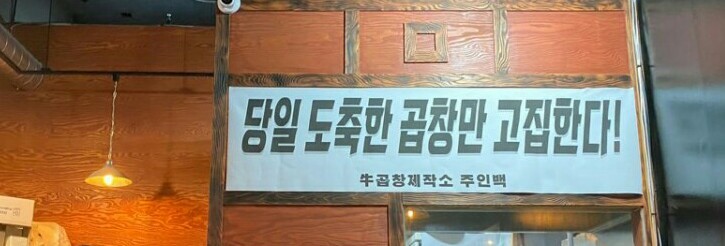 당일 도축한 곱창만 고집한다!
牛곱창제작소 주인백